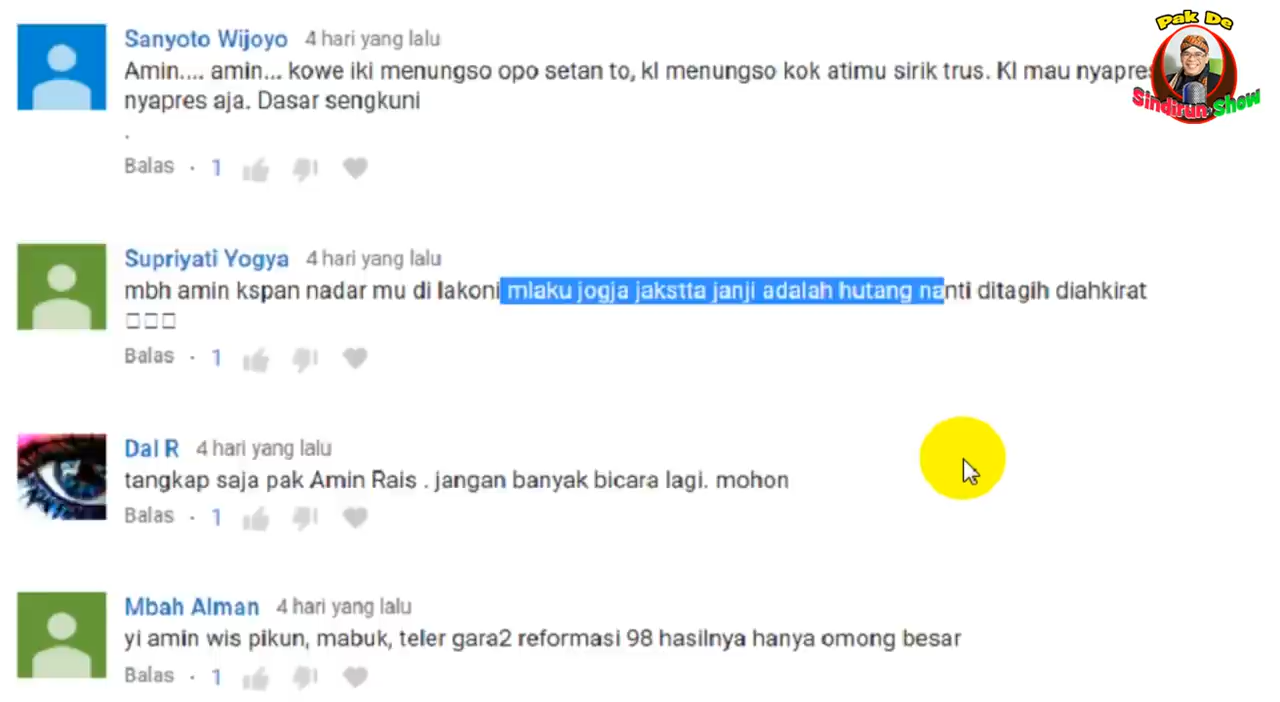 Pak De
Sindirun Show
Sanyoto Wijoyo 4 hari yang lalu
Amin.... amin... kowe iki menungso opo setan to, kl menungso kok atimu sirik trus. Kl mau nyapres
nyapres aja. Dasar sengkuni
.
Balas · 1
Supriyati Yogya 4 hari yang lalu
mbh amin kspan nadar mu di lakoni mlaku jogja jakstta janji adalah hutang nanti ditagih diahkirat
Balas · 1
Dal R 4 hari yang lalu
tangkap saja pak Amin Rais . jangan banyak bicara lagi. mohon
Balas · 1
Mbah Alman 4 hari yang lalu
yi amin wis pikun, mabuk, teler gara2 reformasi 98 hasilnya hanya omong besar
Balas · 1